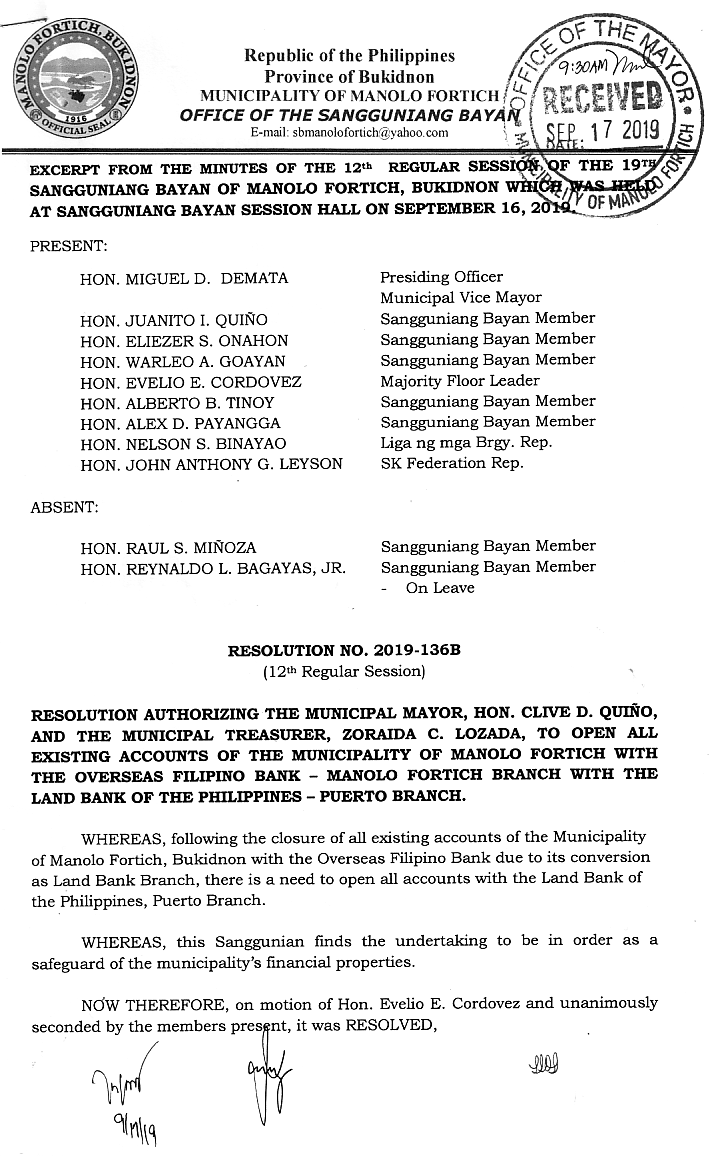 MANOLO FORTICH, BUKIDNON
1916
OFFICIAL SEAL
Republic of the Philippines
Province of Bukidnon
MUNICIPALITY OF MANOLO FORTICH
OFFICE OF THE SANGGUNIANG BAYAN
E-mail: sbmanolofortich@yahoo.com
OFFICE OF THE MAYOR
9:30AM
RECEIVED
SEP 17 2019
DATE:
MUNICIPALITY OF MANOLO FORTICH
EXCERPT FROM THE MINUTES OF THE 12th REGULAR SESSION OF THE 19TH
SANGGUNIANG BAYAN OF MANOLO FORTICH, BUKIDNON WHICH WAS HELD
AT SANGGUNIANG BAYAN SESSION HALL ON SEPTEMBER 16, 2019.
PRESENT:
HON. MIGUEL D. DEMATA Presiding Officer
Municipal Vice Mayor
HON. JUANITO I. QUIÑO Sangguniang Bayan Member
HON. ELIEZER S. ONAHON Sangguniang Bayan Member
HON. WARLEO A. GOAYAN Sangguniang Bayan Member
HON. EVELIO E. CORDOVEZ Majority Floor Leader
HON. ALBERTO B. TINOY Sangguniang Bayan Member
HON. ALEX D. PAYANGGA Sangguniang Bayan Member
HON. NELSON S. BINAYAO Liga ng mga Brgy. Rep.
HON. JOHN ANTHONY G. LEYSON SK Federation Rep.
ABSENT:
HON. RAUL S. MIÑOZA Sangguniang Bayan Member
HON. REYNALDO L. BAGAYAS, JR. Sangguniang Bayan Member
- On Leave
RESOLUTION NO. 2019-136B
(12th Regular Session)
RESOLUTION AUTHORIZING THE MUNICIPAL MAYOR, HON. CLIVE D. QUIÑO,
AND THE MUNICIPAL TREASURER, ZORAIDA C. LOZADA, TO OPEN ALL
EXISTING ACCOUNTS OF THE MUNICIPALITY OF MANOLO FORTICH WITH
THE OVERSEAS FILIPINO BANK – MANOLO FORTICH BRANCH WITH THE
LAND BANK OF THE PHILIPPINES – PUERTO BRANCH.
WHEREAS, following the closure of all existing accounts of the Municipality
of Manolo Fortich, Bukidnon with the Overseas Filipino Bank due to its conversion
as Land Bank Branch, there is a need to open all accounts with the Land Bank of
the Philippines, Puerto Branch.
WHEREAS, this Sanggunian finds the undertaking to be in order as a
safeguard of the municipality's financial properties.
NOW THEREFORE, on motion of Hon. Evelio E. Cordovez and unanimously
seconded by the members present, it was RESOLVED,
9/17/19